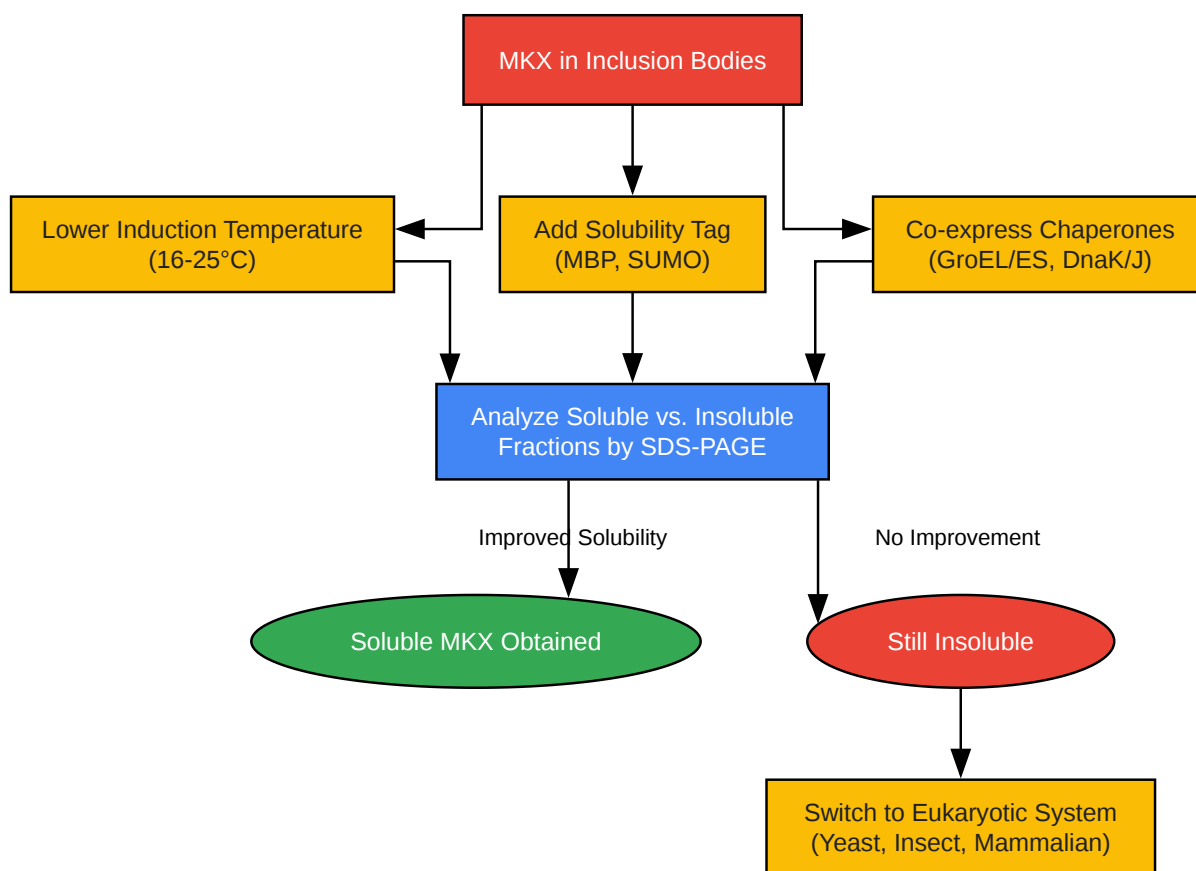 MKX in Inclusion Bodies
Lower Induction Temperature
(16-25°C)
Add Solubility Tag
(MBP, SUMO)
Co-express Chaperones
(GroEL/ES, DnaK/J)
Analyze Soluble vs. Insoluble
Fractions by SDS-PAGE
Improved Solubility
No Improvement
Soluble MKX Obtained
Still Insoluble
Switch to Eukaryotic System
(Yeast, Insect, Mammalian)